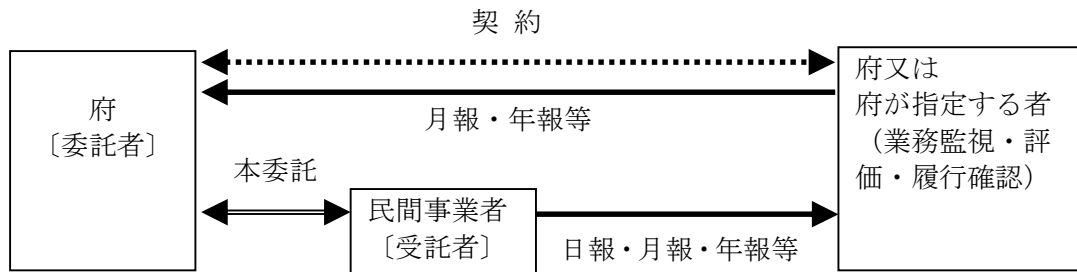 契 約
府
〔委託者〕
月報・年報等
府又は
府が指定する者
（業務監視・評
価・履行確認）
本委託
民間事業者
〔受託者〕
日報・月報・年報等